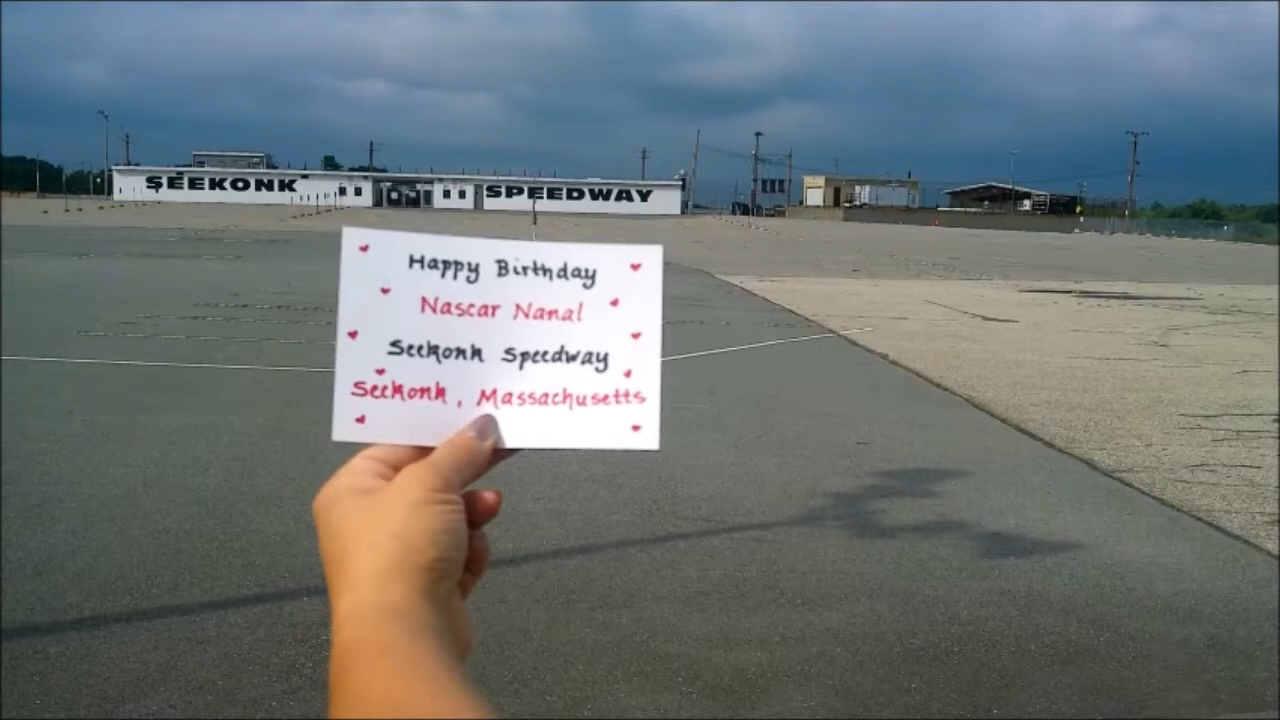 SEEKONK SPEEDWAY
Happy Birthday
Nascar Nana!
Seekonk Speedway
Seekonk, Massachusetts